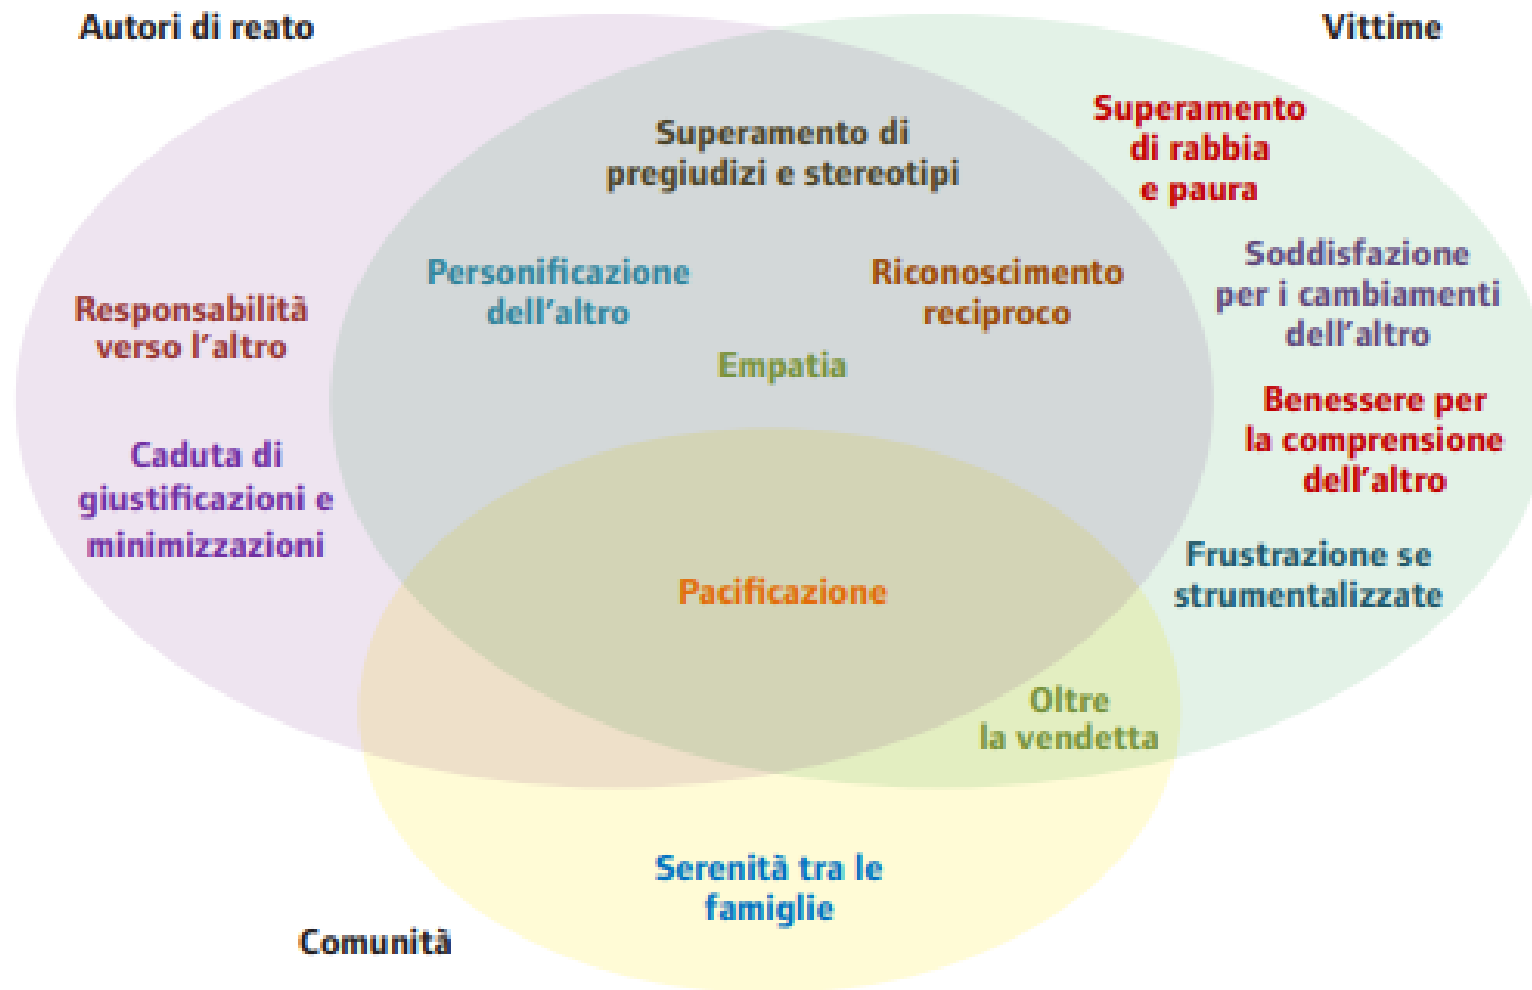 Autori di reato
Vittime
Superamento di
pregiudizi e stereotipi
Superamento
di rabbia
e paura
Personificazione
dell'altro
Riconoscimento
reciproco
Soddisfazione
per i cambiamenti
dell'altro
Responsabilità
verso l'altro
Empatia
Benessere per
la comprensione
dell'altro
Caduta di
giustificazioni e
minimizzazioni
Frustrazione se
strumentalizzate
Pacificazione
Oltre
la vendetta
Serenità tra le
famiglie
Comunità